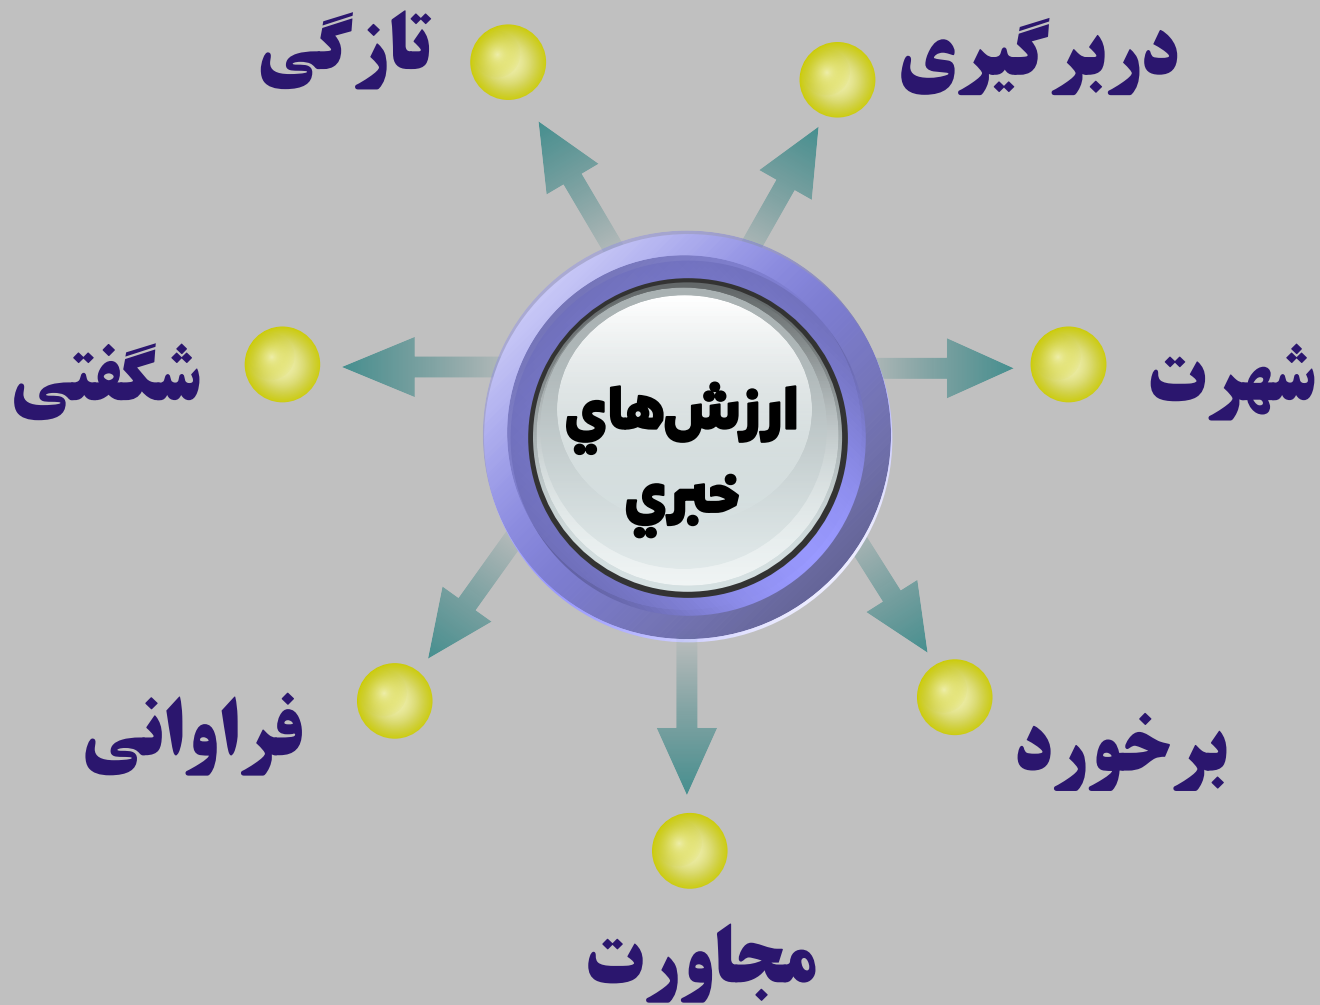 دربرگیری
تازگی
ارزش‌هاي
خبري
شهرت
شگفتی
برخورد
فراوانی
مجاورت